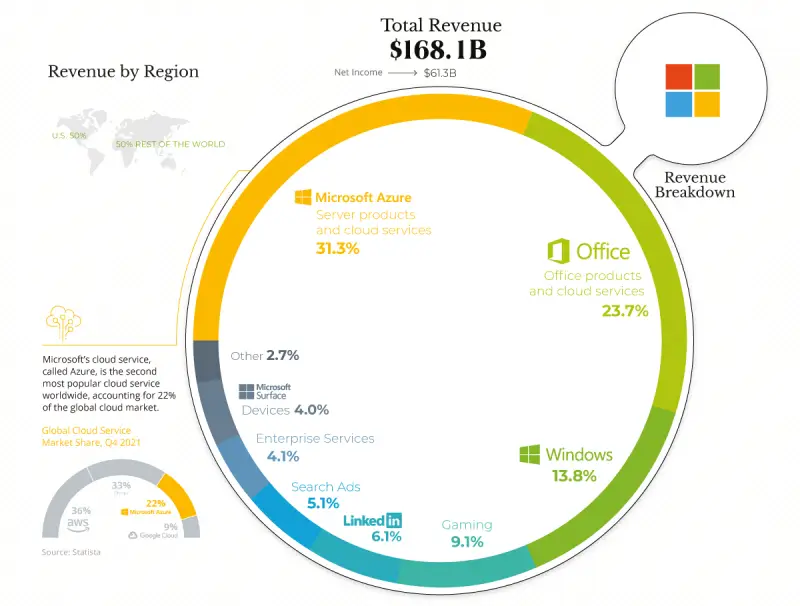 Total Revenue
$168.1B
Net Income $61.3B
Revenue by Region
U.S. 50%
50% REST OF THE WORLD
Revenue
Breakdown
Microsoft Azure
Server products
and cloud services
31.3%
Office
Office products
and cloud services
23.7%
Windows
13.8%
Gaming
9.1%
Linked in
6.1%
Search Ads
5.1%
Enterprise Services
4.1%
Microsoft
Surface
Devices 4.0%
Other 2.7%
Microsoft's cloud service,
called Azure, is the second
most popular cloud service
worldwide, accounting for 22%
of the global cloud market.
Global Cloud Service
Market Share, Q4 2021
33%
Other
22%
Microsoft Azure
36%
aws
9%
Google Cloud
Source: Statista